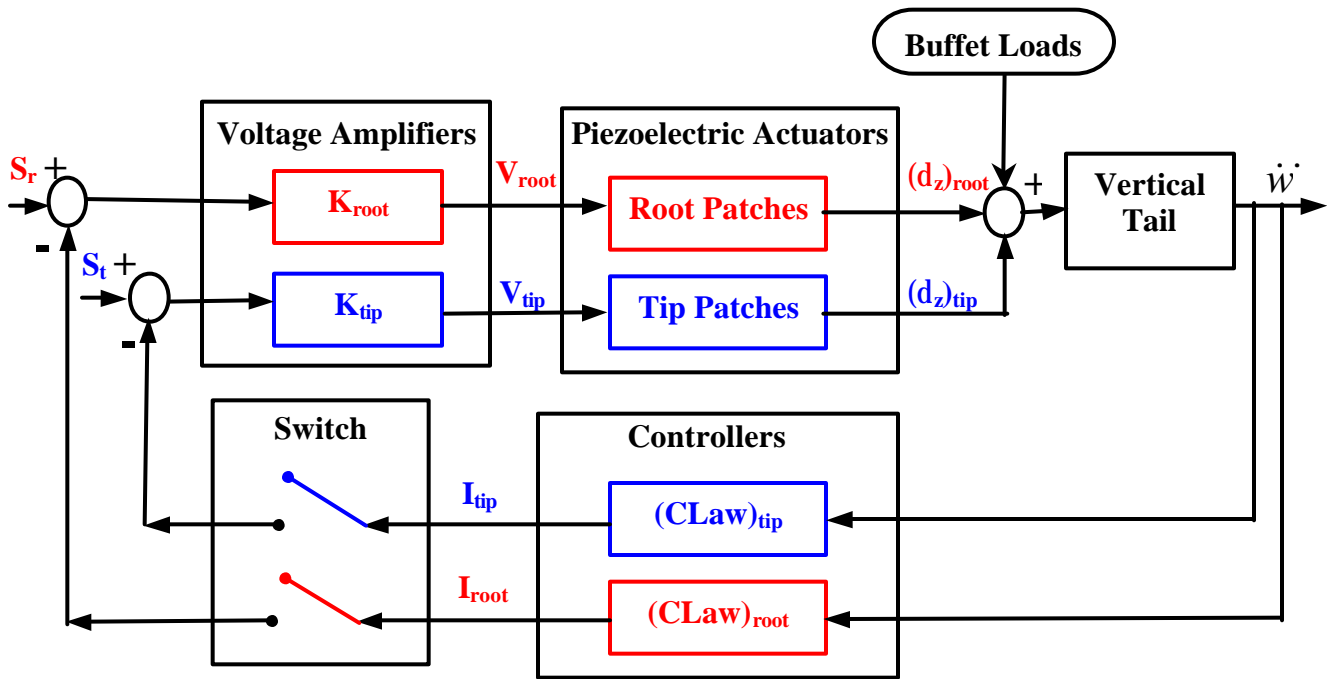 Buffet Loads
Voltage Amplifiers
Piezoelectric Actuators
Sr +
-
Kroot
Vroot
Root Patches
(dz)root
+
Vertical
Tail
ẅ
St +
-
Ktip
Vtip
Tip Patches
(dz)tip
Switch
Controllers
Itip
(CLaw)tip
Iroot
(CLaw)root